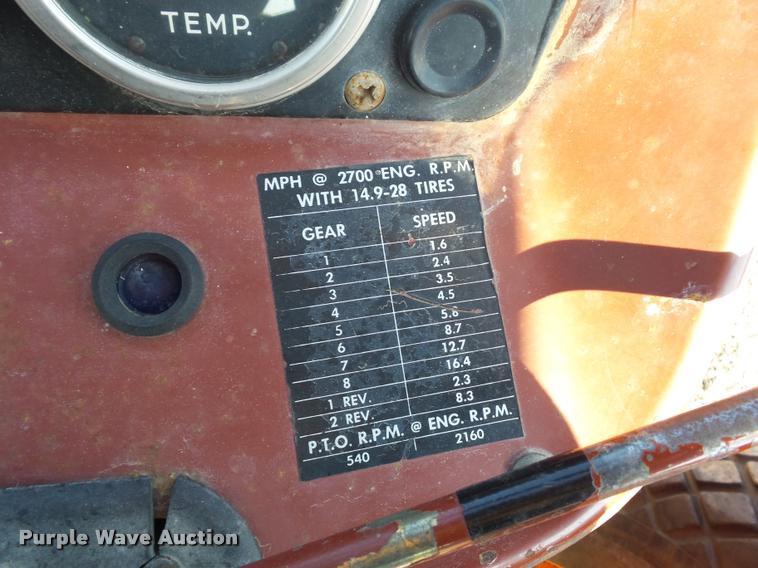 TEMP.
MPH @ 2700 ENG. R.P.M.
WITH 14.9-28 TIRES
GEAR SPEED
1 1.6
2 2.4
3 3.5
4 4.5
5 5.8
6 8.7
7 12.7
8 16.4
1 REV. 2.3
2 REV. 8.3
P.T.O. R.P.M. @ ENG. R.P.M.
540 2160
Purple Wave Auction